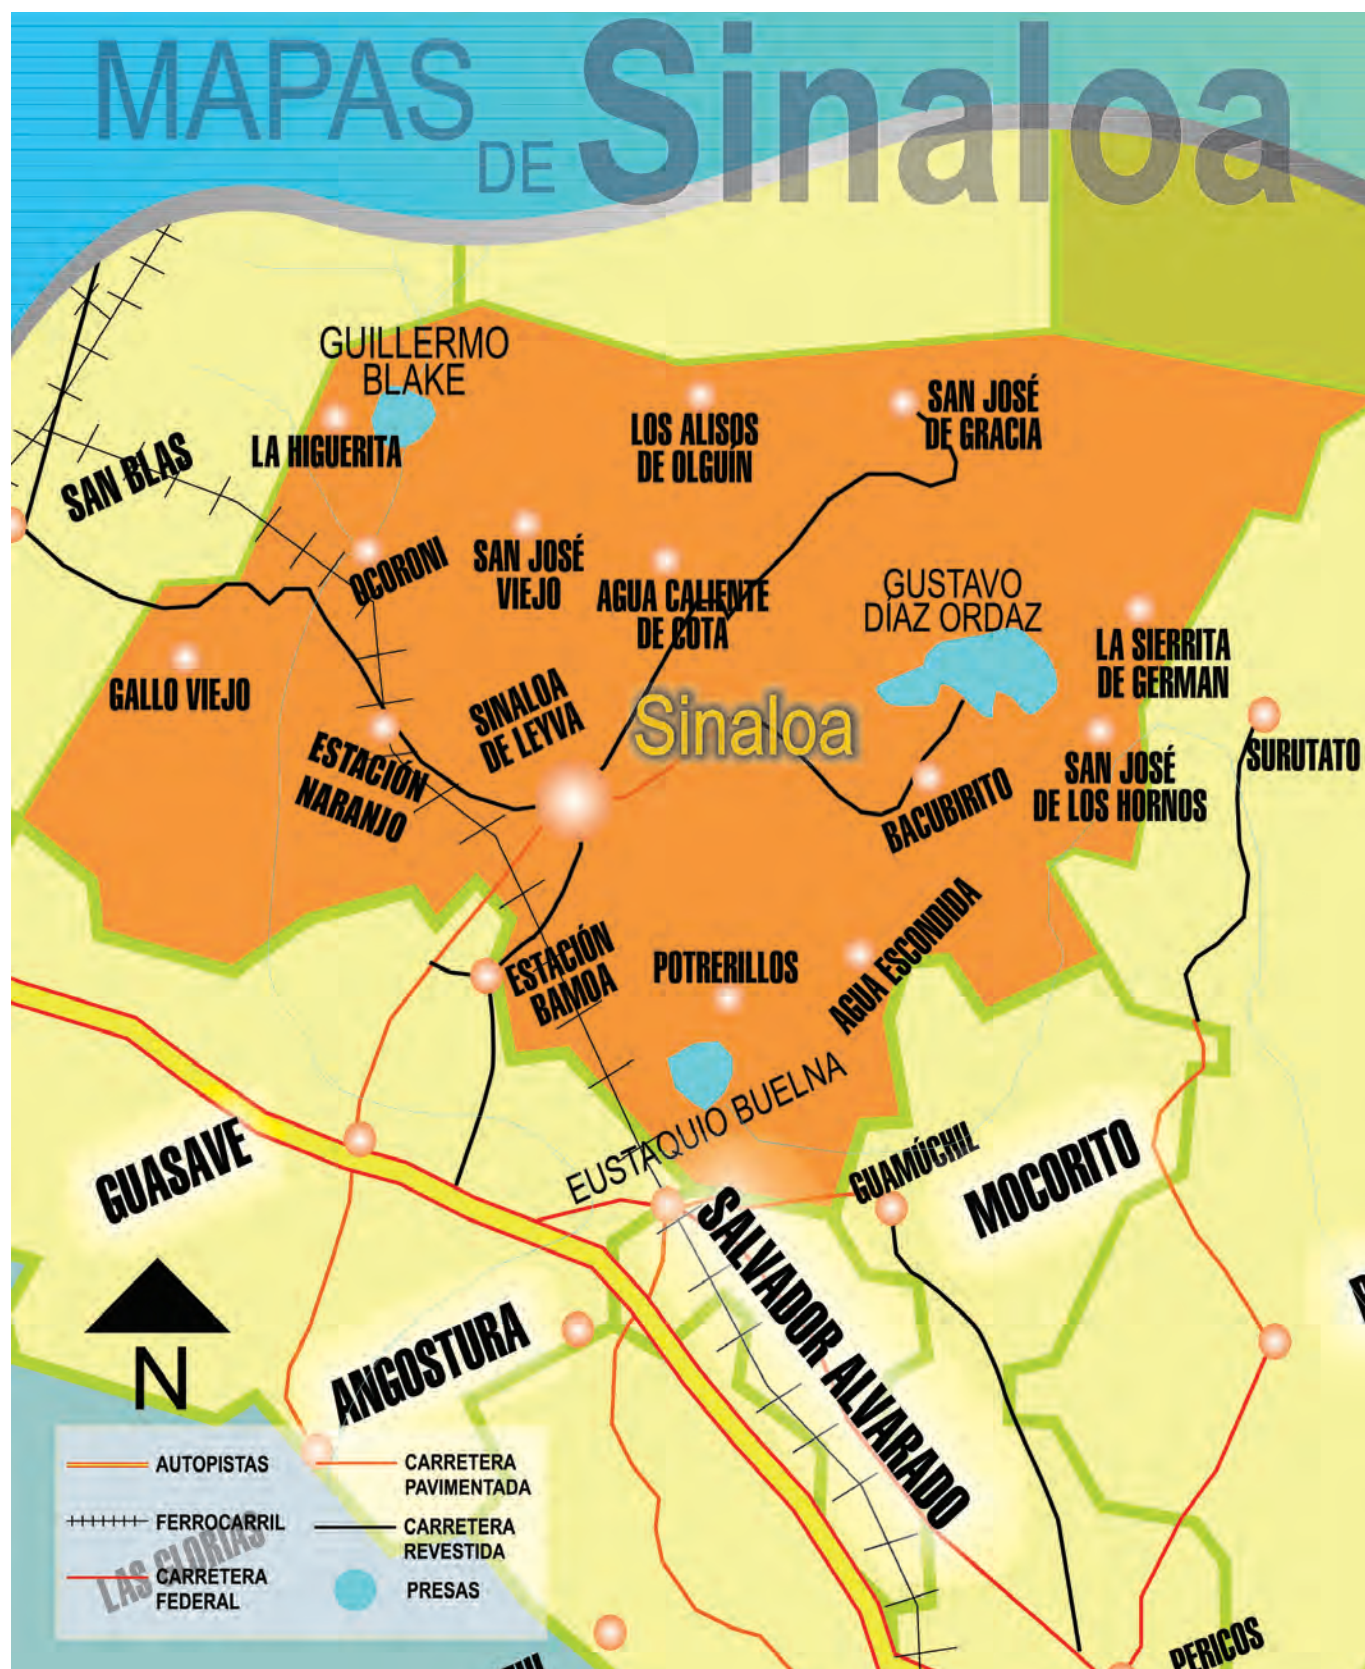 MAPAS
DE Sinaloa
GUILLERMO
BLAKE
LA HIGUERITA
LOS ALISOS
DE OLGUÍN
SAN JOSÉ
DE GRACIA
SAN BLAS
OCORONI
SAN JOSÉ
VIEJO
AGUA CALIENTE
DE COTA
GUSTAVO
DÍAZ ORDAZ
LA SIERRITA
DE GERMAN
GALLO VIEJO
SINALOA
DE LEYVA
Sinaloa
ESTACIÓN
NARANJO
BACUBIRITO
SAN JOSÉ
DE LOS HORNOS
SURUTATO
ESTACIÓN
BAMOA
POTRERILLOS
AGUA ESCONDIDA
EUSTAQUIO BUELNA
GUASAVE
GUAMÚCHIL
MOCORITO
SALVADOR ALVARADO
ANGOSTURA
N
AUTOPISTAS
FERROCARRIL
CARRETERA
FEDERAL
CARRETERA
PAVIMENTADA
CARRETERA
REVESTIDA
PRESAS
LAS GLORIAS
PERICOS